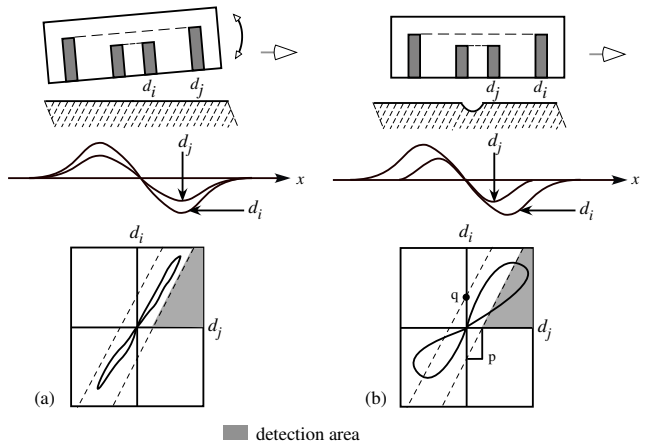 d_i
d_j
d_j
d_i
d_j
x
d_i
d_j
x
d_i
d_i
d_j
(a)
d_i
q
d_j
p
(b)
detection area